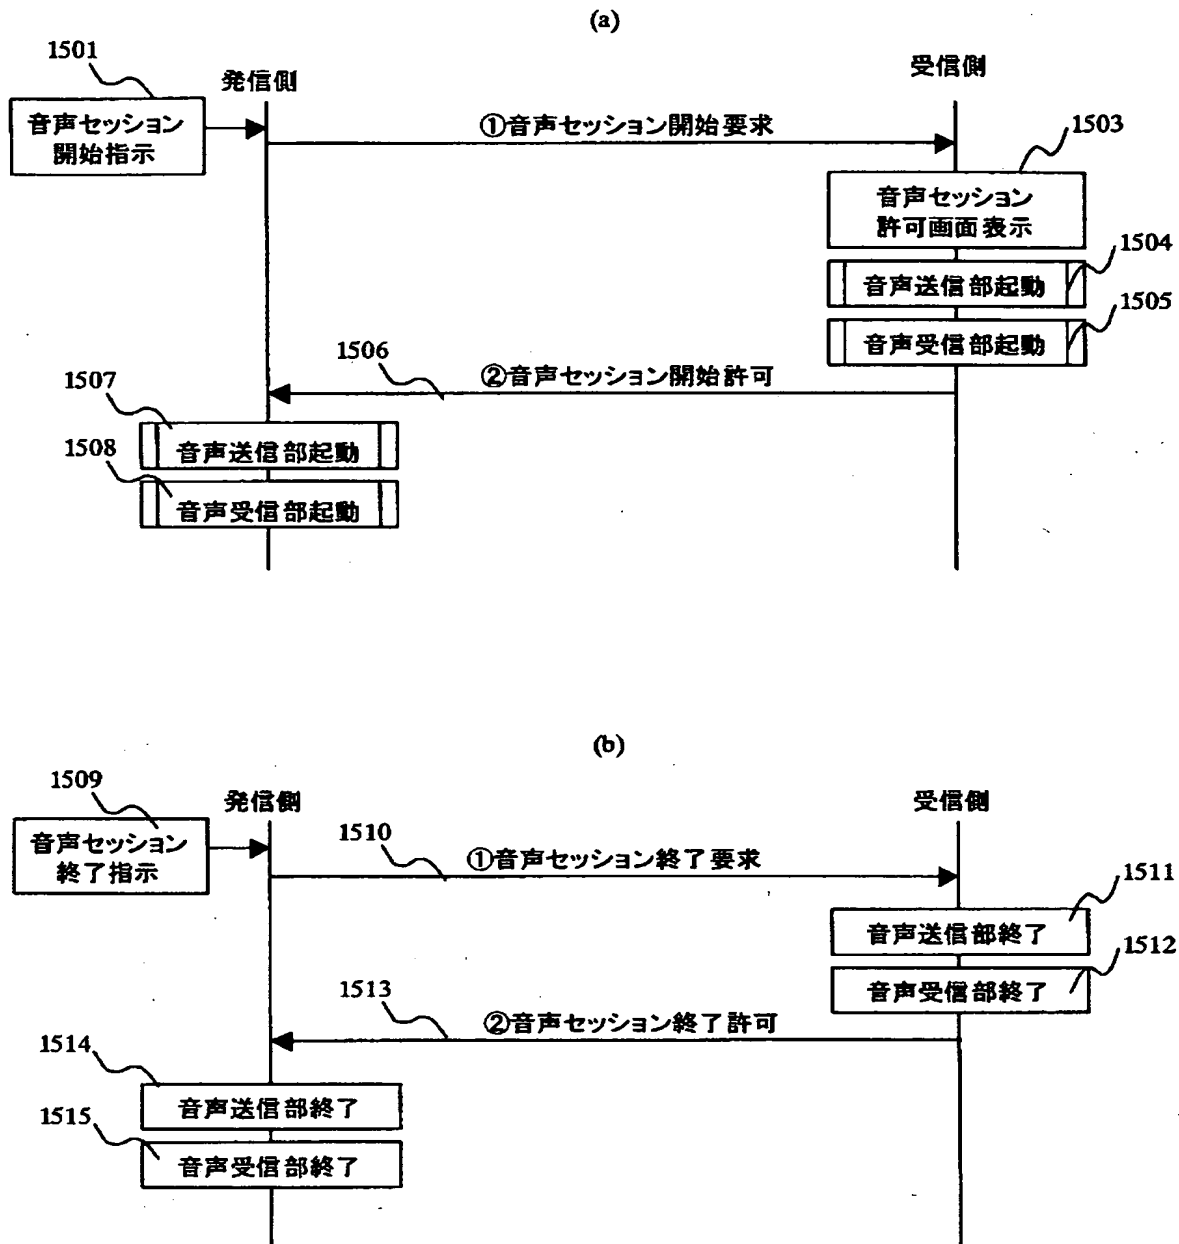 (a)
1501
発信側
受信側
音声セッション
開始指示
①音声セッション開始要求
1503
音声セッション
許可画面表示
1504
音声送信部起動
1505
音声受信部起動
1506
②音声セッション開始許可
1507
音声送信部起動
1508
音声受信部起動
(b)
1509
発信側
受信側
音声セッション
終了指示
1510
①音声セッション終了要求
1511
音声送信部終了
1512
音声受信部終了
1513
②音声セッション終了許可
1514
音声送信部終了
1515
音声受信部終了